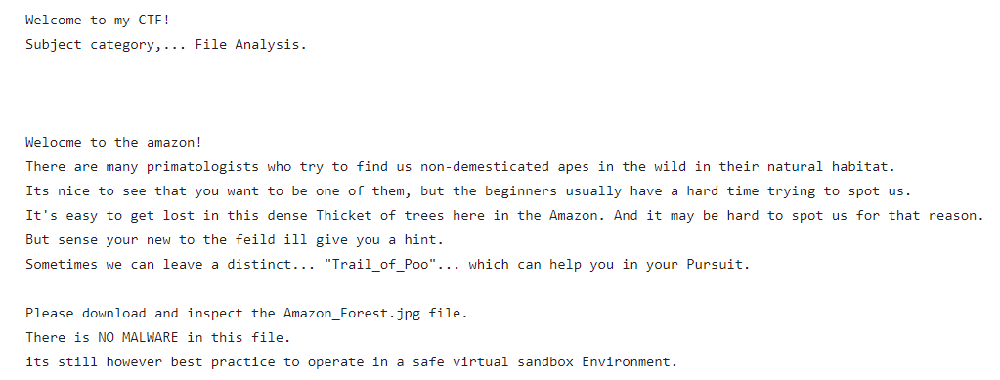 Welcome to my CTF!
Subject category,... File Analysis.
Welocme to the amazon!
There are many primatologists who try to find us non-demesticated apes in the wild in their natural habitat.
Its nice to see that you want to be one of them, but the beginners usually have a hard time trying to spot us.
It's easy to get lost in this dense Thicket of trees here in the Amazon. And it may be hard to spot us for that reason.
But sense your new to the feild ill give you a hint.
Sometimes we can leave a distinct... "Trail_of_Poo"... which can help you in your Pursuit.
Please download and inspect the Amazon_Forest.jpg file.
There is NO MALWARE in this file.
its still however best practice to operate in a safe virtual sandbox Environment.